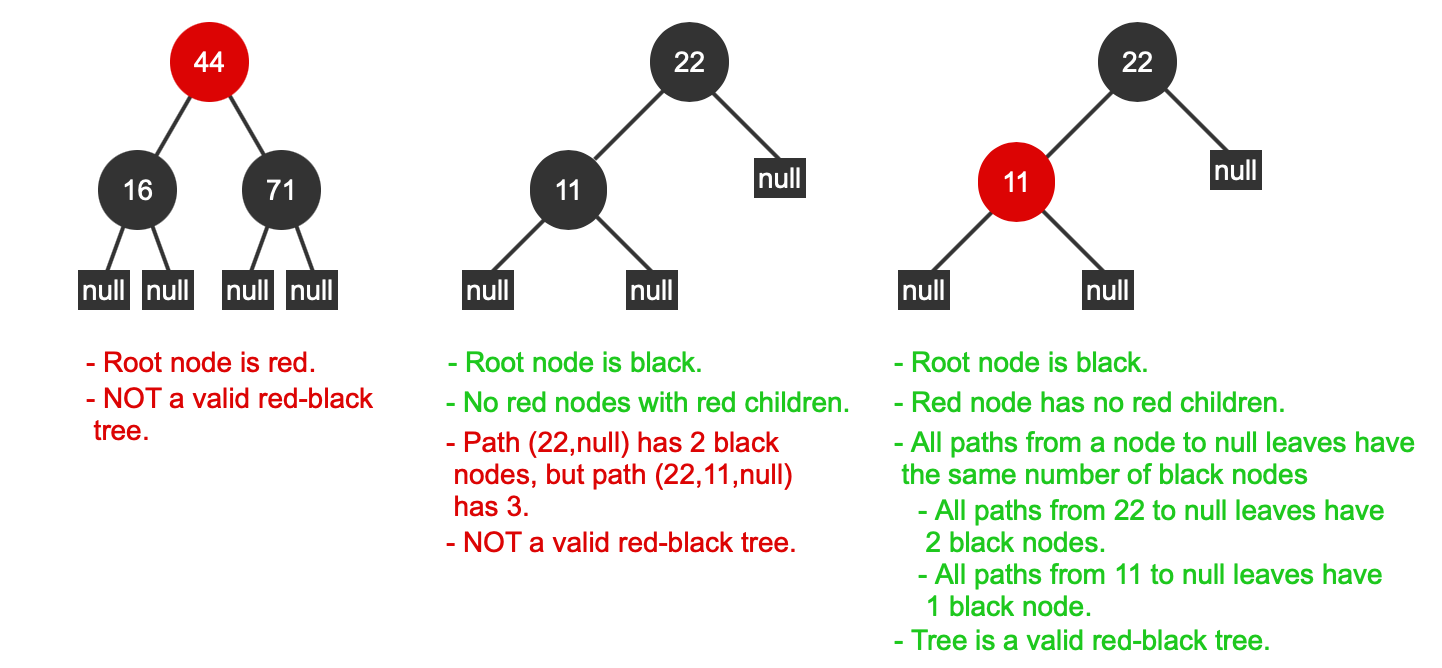 44
16
71
null
null
null
null
- Root node is red.
- NOT a valid red-black
tree.
22
11
null
null
null
- Root node is black.
- No red nodes with red children.
- Path (22,null) has 2 black
nodes, but path (22,11,null)
has 3.
- NOT a valid red-black tree.
22
11
null
null
null
- Root node is black.
- Red node has no red children.
- All paths from a node to null leaves have
the same number of black nodes
- All paths from 22 to null leaves have
2 black nodes.
- All paths from 11 to null leaves have
1 black node.
- Tree is a valid red-black tree.